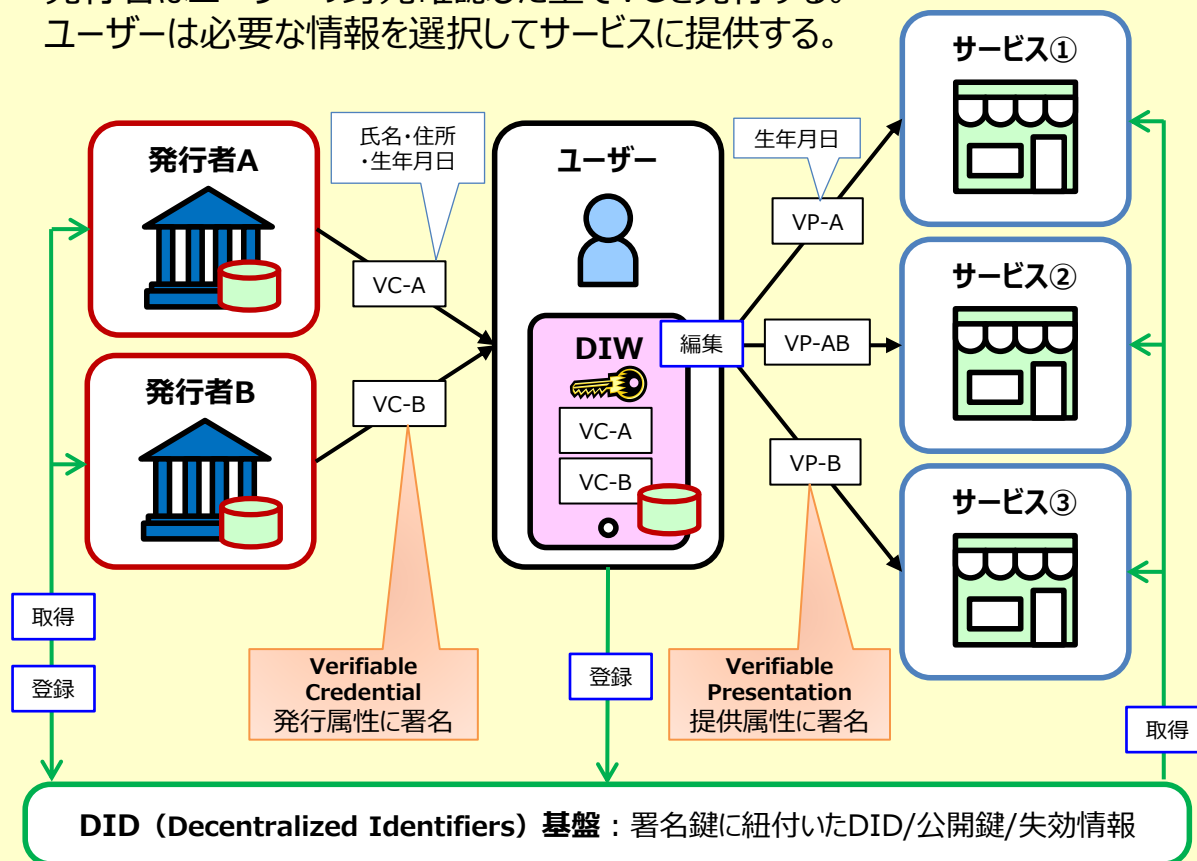 ユーザーは必要な情報を選択してサービスに提供する。
サービス①
発行者A
氏名・住所
・生年月日
ユーザー
生年月日
VP-A
VC-A
サービス②
DIW
編集
VP-AB
発行者B
VC-B
VC-A
VP-B
VC-B
サービス③
取得
登録
Verifiable
Credential
発行属性に署名
登録
Verifiable
Presentation
提供属性に署名
取得
DID(Decentralized Identifiers)基盤:署名鍵に紐付いたDID/公開鍵/失効情報